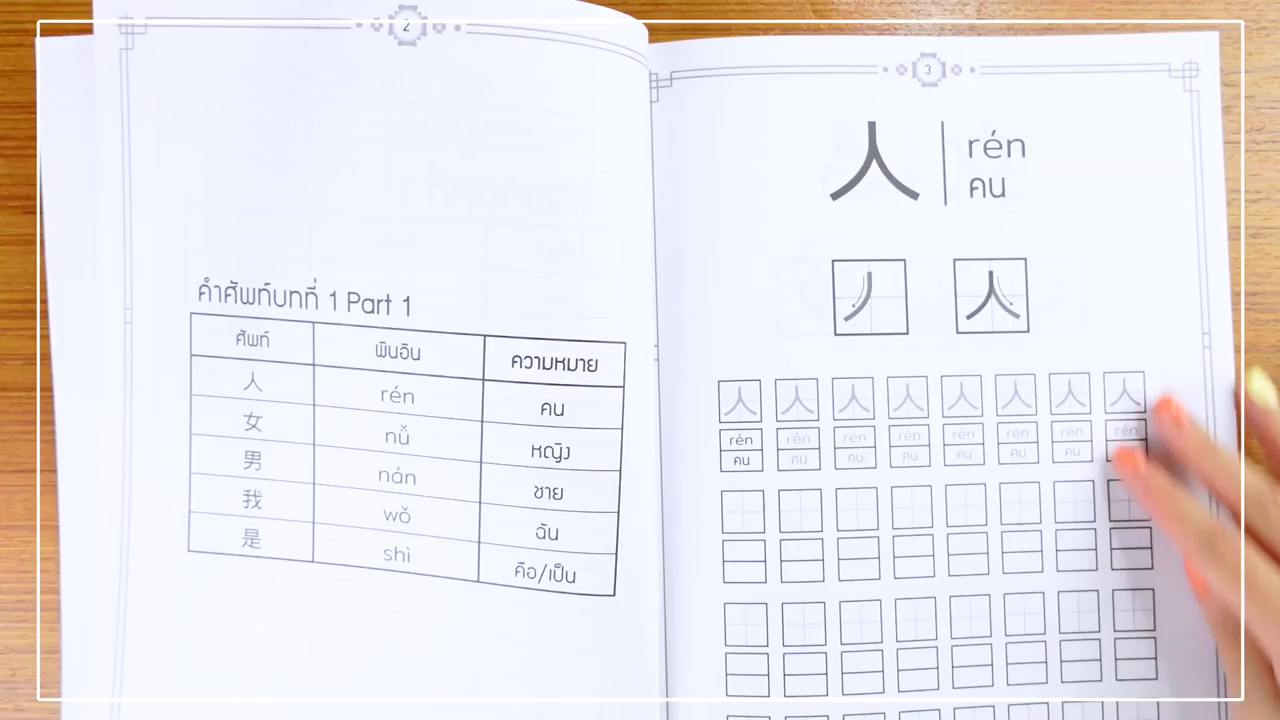 2
คำศัพท์บทที่ 1 Part 1
ศัพท์ พินอิน ความหมาย
人 rén คน
女 nǚ หญิง
男 nán ชาย
我 wǒ ฉัน
是 shì คือ/เป็น
3
人 rén
คน
人
人 人 人 人 人 人 人 人
rén rén rén rén rén rén rén rén
คน คน คน คน คน คน คน